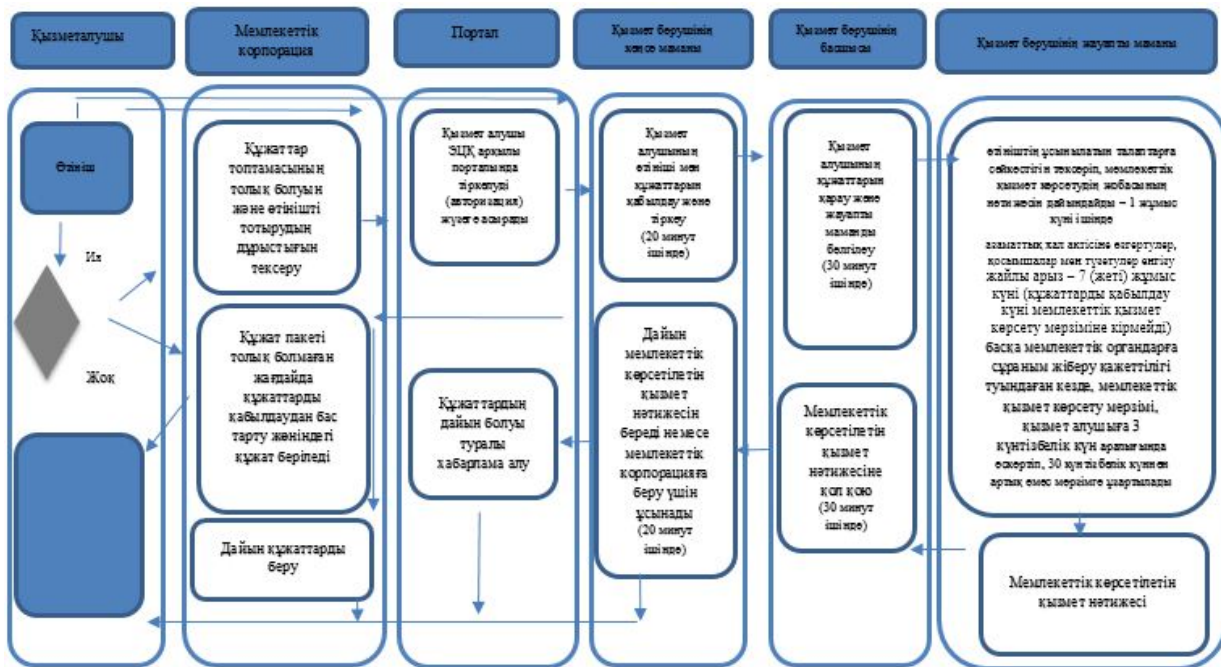 Қызметалушы
Мемлекеттік
корпорация
Портал
Қызмет берушінің
кеңсе маманы
Қызмет берушінің
басшысы
Қызмет берушінің жауапты маманы
Өтініш
Ия
Жоқ
Құжаттар
топтамасының
толық болуын
және өтінішті
тотырудың
дұрыстығын
тексеру
Құжат пакеті
толық болмаған
жағдайда
құжаттарды
қабылдаудан бас
тарту жөніндегі
құжат беріледі
Дайын құжаттарды
беру
Қызмет алушы
ЭЦҚ арқылы
порталында
тіркелуді
(авторизация)
жүзеге асырады
Құжаттардың
дайын болуы
туралы
хабарлама алу
Қызмет
алушының
өтініші мен
құжаттарын
қабылдау және
тіркеу
(20 минут
ішінде)
Дайын
мемлекеттік
көрсетілетін
қызмет
нәтижесін
береді немесе
мемлекеттік
корпорацияға
беру үшін
ұсынады
(20 минут
ішінде)
Қызмет
алушының
құжаттарын
қарау және
жауапты
маманды
белгілеу
(30 минут
ішінде)
Мемлекеттік
көрсетілетін
қызмет
нәтижесіне
қол қою
(30 минут
ішінде)
өтініштің ұсынылатын талаптарға
сәйкестігін тексеріп, мемлекеттік
қызмет көрсетудің жобасының
нәтижесін дайындайды – 1 жұмыс
күні ішінде
азаматтық хал актісіне өзгертулер,
қосымшалар мен түзетулер енгізу
жайлы арыз – 7 (жеті) жұмыс
күні (құжаттарды қабылдау
күні мемлекеттік қызмет
көрсету мерзіміне кірмейді)
басқа мемлекеттік органдарға
сұраным жіберу қажеттілігі
туындаған кезде, мемлекеттік
қызмет көрсету мерзімі,
қызмет алушыға 3
күнтізбелік күн аралығында
ескертіп, 30 күнтізбелік күннен
артық емес мерзімге ұзартылады
Мемлекеттік көрсетілетін
қызмет нәтижесі